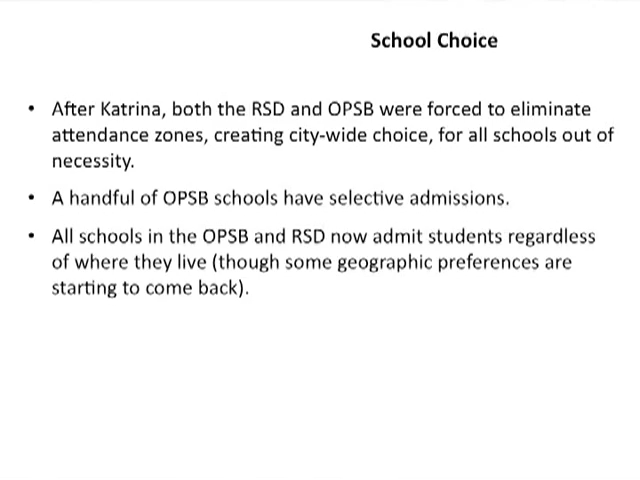 School Choice
• After Katrina, both the RSD and OPSB were forced to eliminate
attendance zones, creating city-wide choice, for all schools out of
necessity.
• A handful of OPSB schools have selective admissions.
• All schools in the OPSB and RSD now admit students regardless
of where they live (though some geographic preferences are
starting to come back).